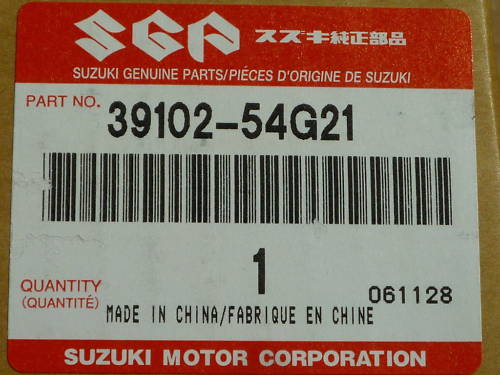 SGP スズキ純正部品
SUZUKI GENUINE PARTS/PIÉCES D'ORIGINE DE SUZUKI
PART NO. 39102-54G21
1
QUANTITY
(QUANTITÉ)
061128
MADE IN CHINA/FABRIQUE EN CHINE
SUZUKI MOTOR CORPORATION